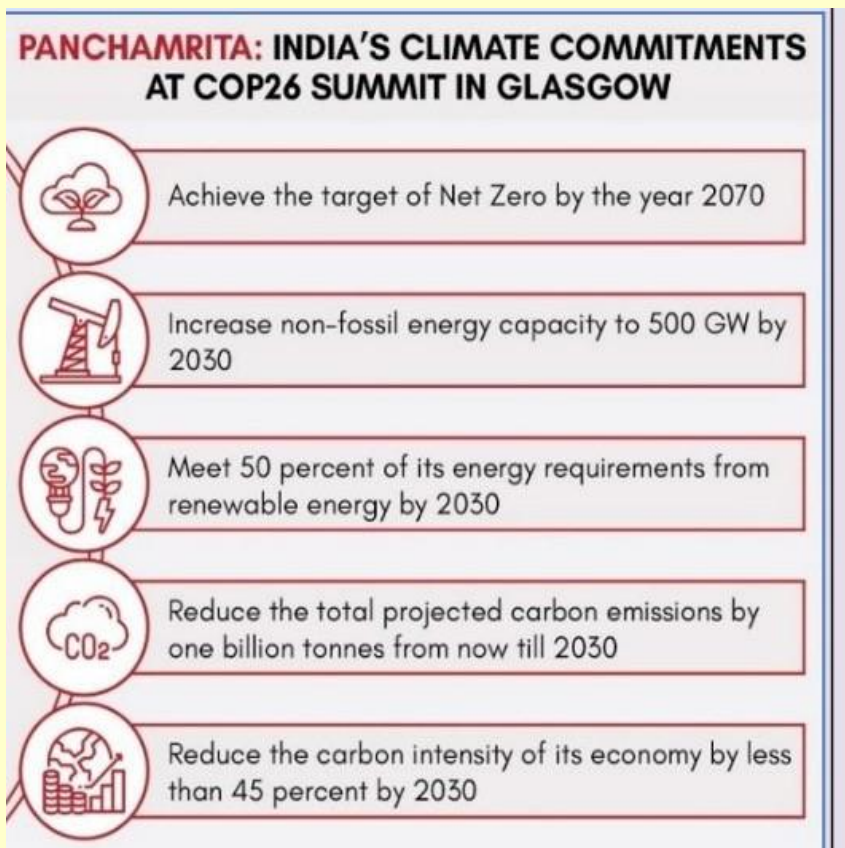 PANCHAMRITA: INDIA'S CLIMATE COMMITMENTS
AT COP26 SUMMIT IN GLASGOW
Achieve the target of Net Zero by the year 2070
Increase non-fossil energy capacity to 500 GW by
2030
Meet 50 percent of its energy requirements from
renewable energy by 2030
CO2
Reduce the total projected carbon emissions by
one billion tonnes from now till 2030
Reduce the carbon intensity of its economy by less
than 45 percent by 2030